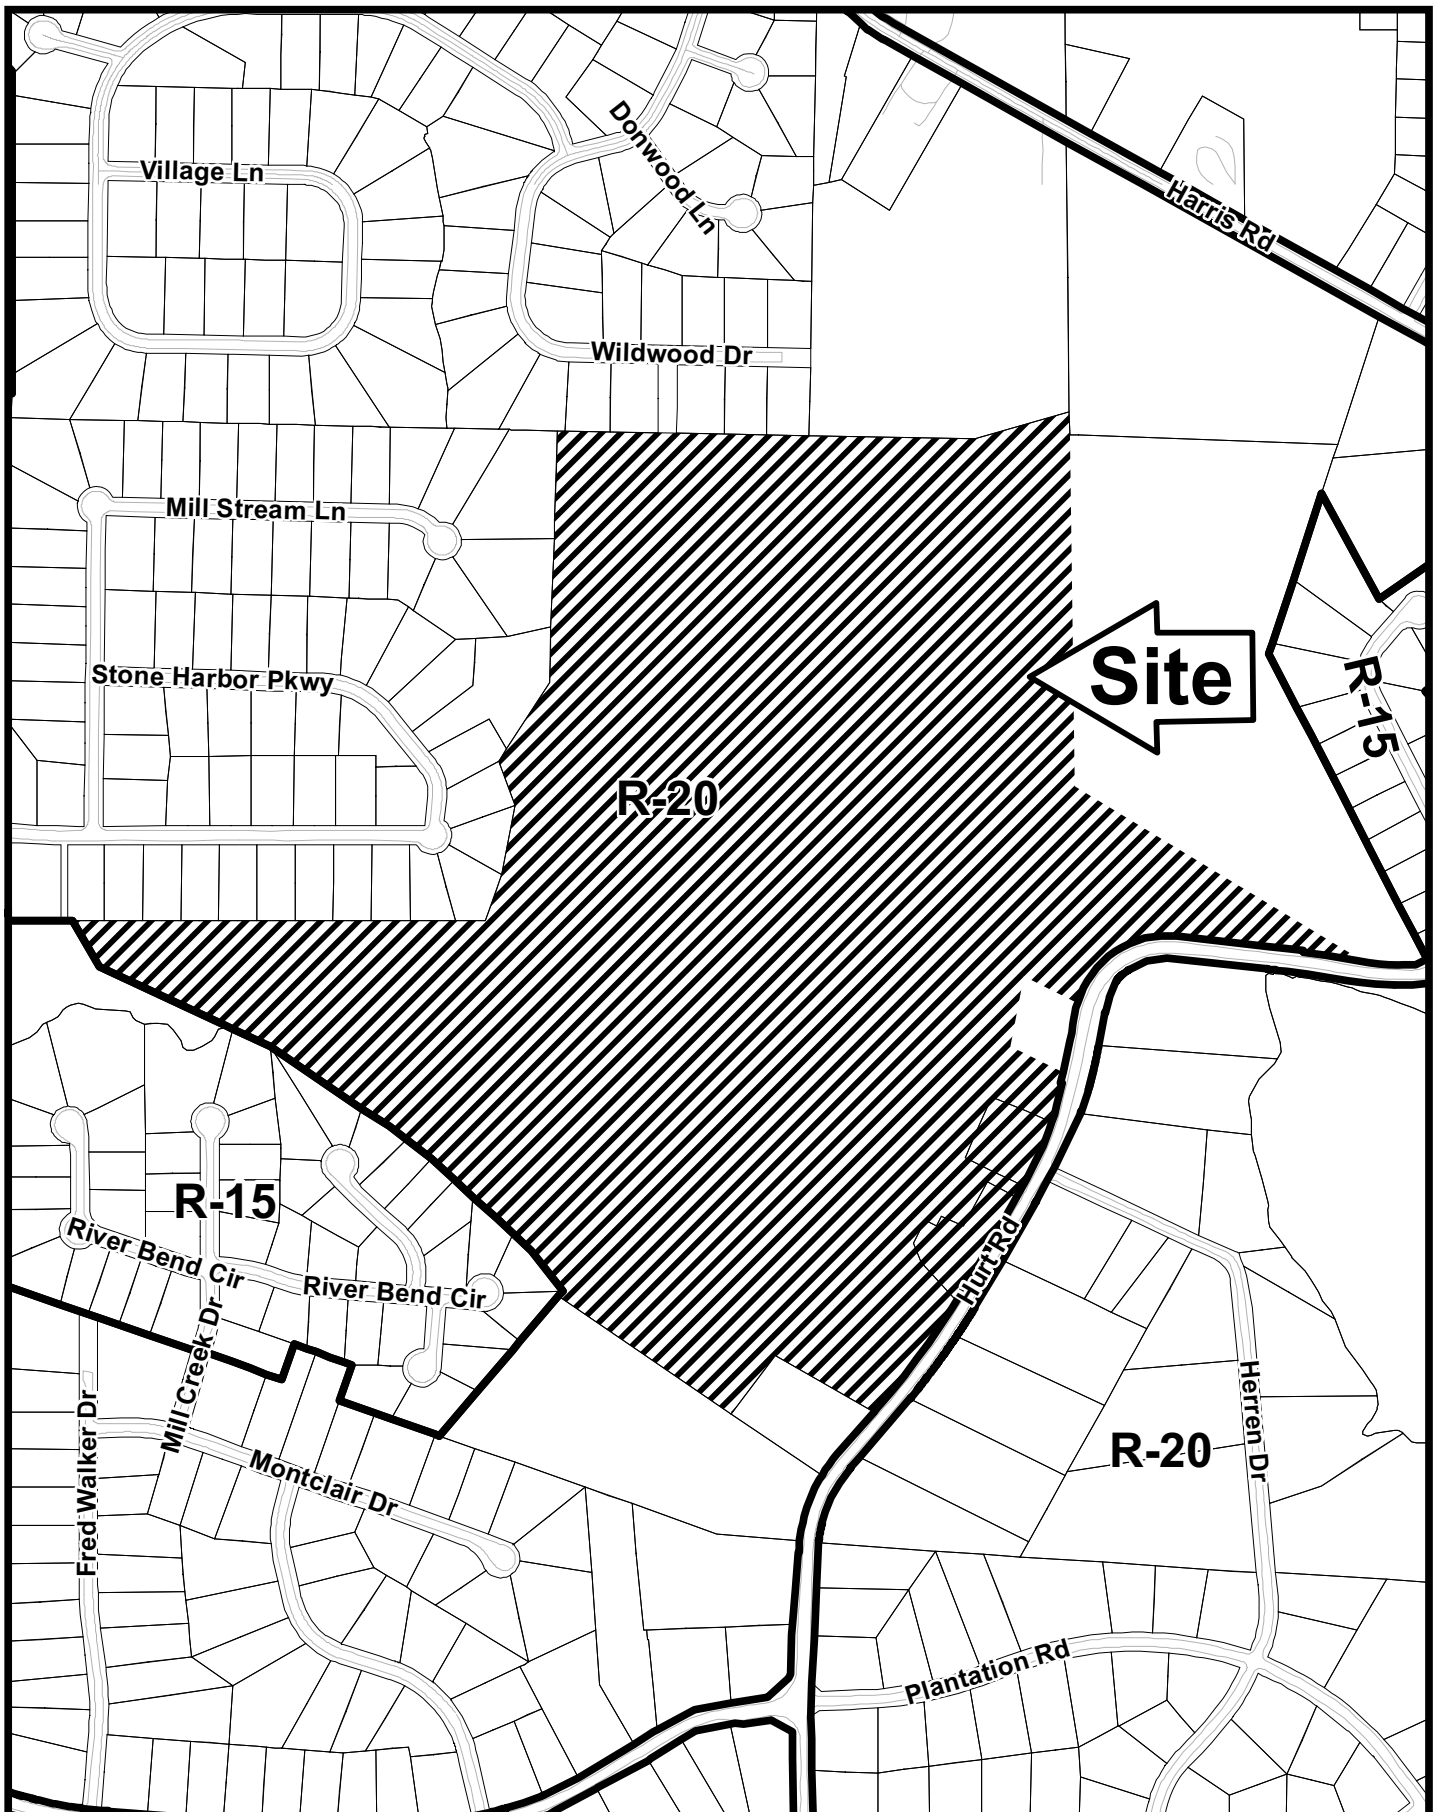 Village Ln
Donwood Ln
Harris Rd
Wildwood Dr
Mill Stream Ln
Stone Harbor Pkwy
Site
R-15
R-20
R-15
River Bend Cir
River Bend Cir
Hurt Rd
Mill Creek Dr
Fred Walker Dr
Montclair Dr
Herren Dr
R-20
Plantation Rd